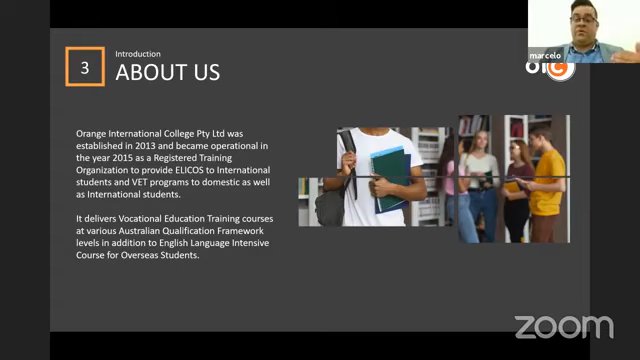 Introduction
3
ABOUT US
Orange International College Pty Ltd was
established in 2013 and became operational in
the year 2015 as a Registered Training
Organization to provide ELICOS to International
students and VET programs to domestic as well
as International students.
It delivers Vocational Education Training courses
at various Australian Qualification Framework
levels in addition to English Language Intensive
Course for Overseas Students.
marcelo
OIC
zoom